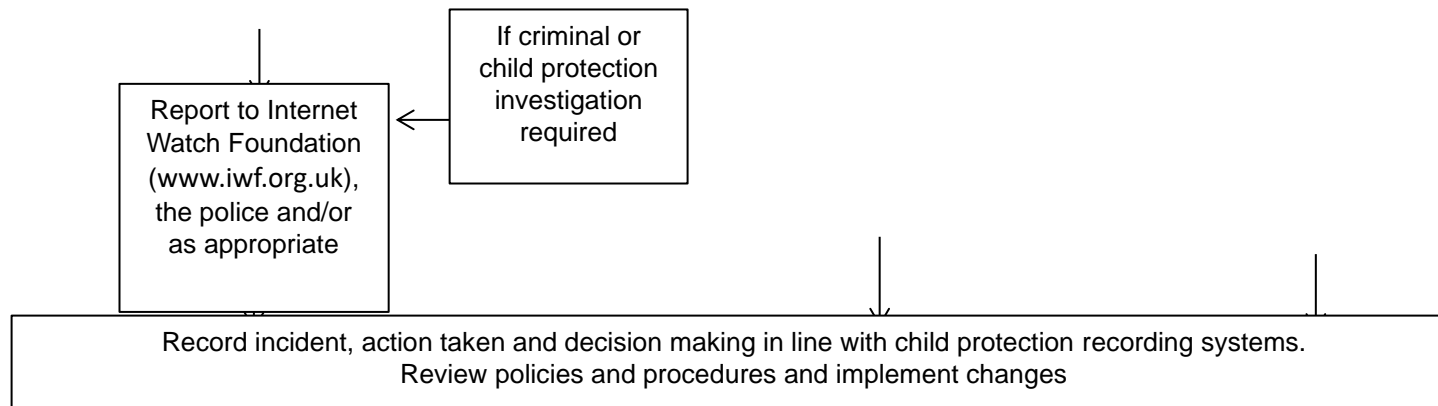 If criminal or
child protection
investigation
required
Report to Internet
Watch Foundation
(www.iwf.org.uk),
the police and/or
as appropriate
Record incident, action taken and decision making in line with child protection recording systems.
Review policies and procedures and implement changes